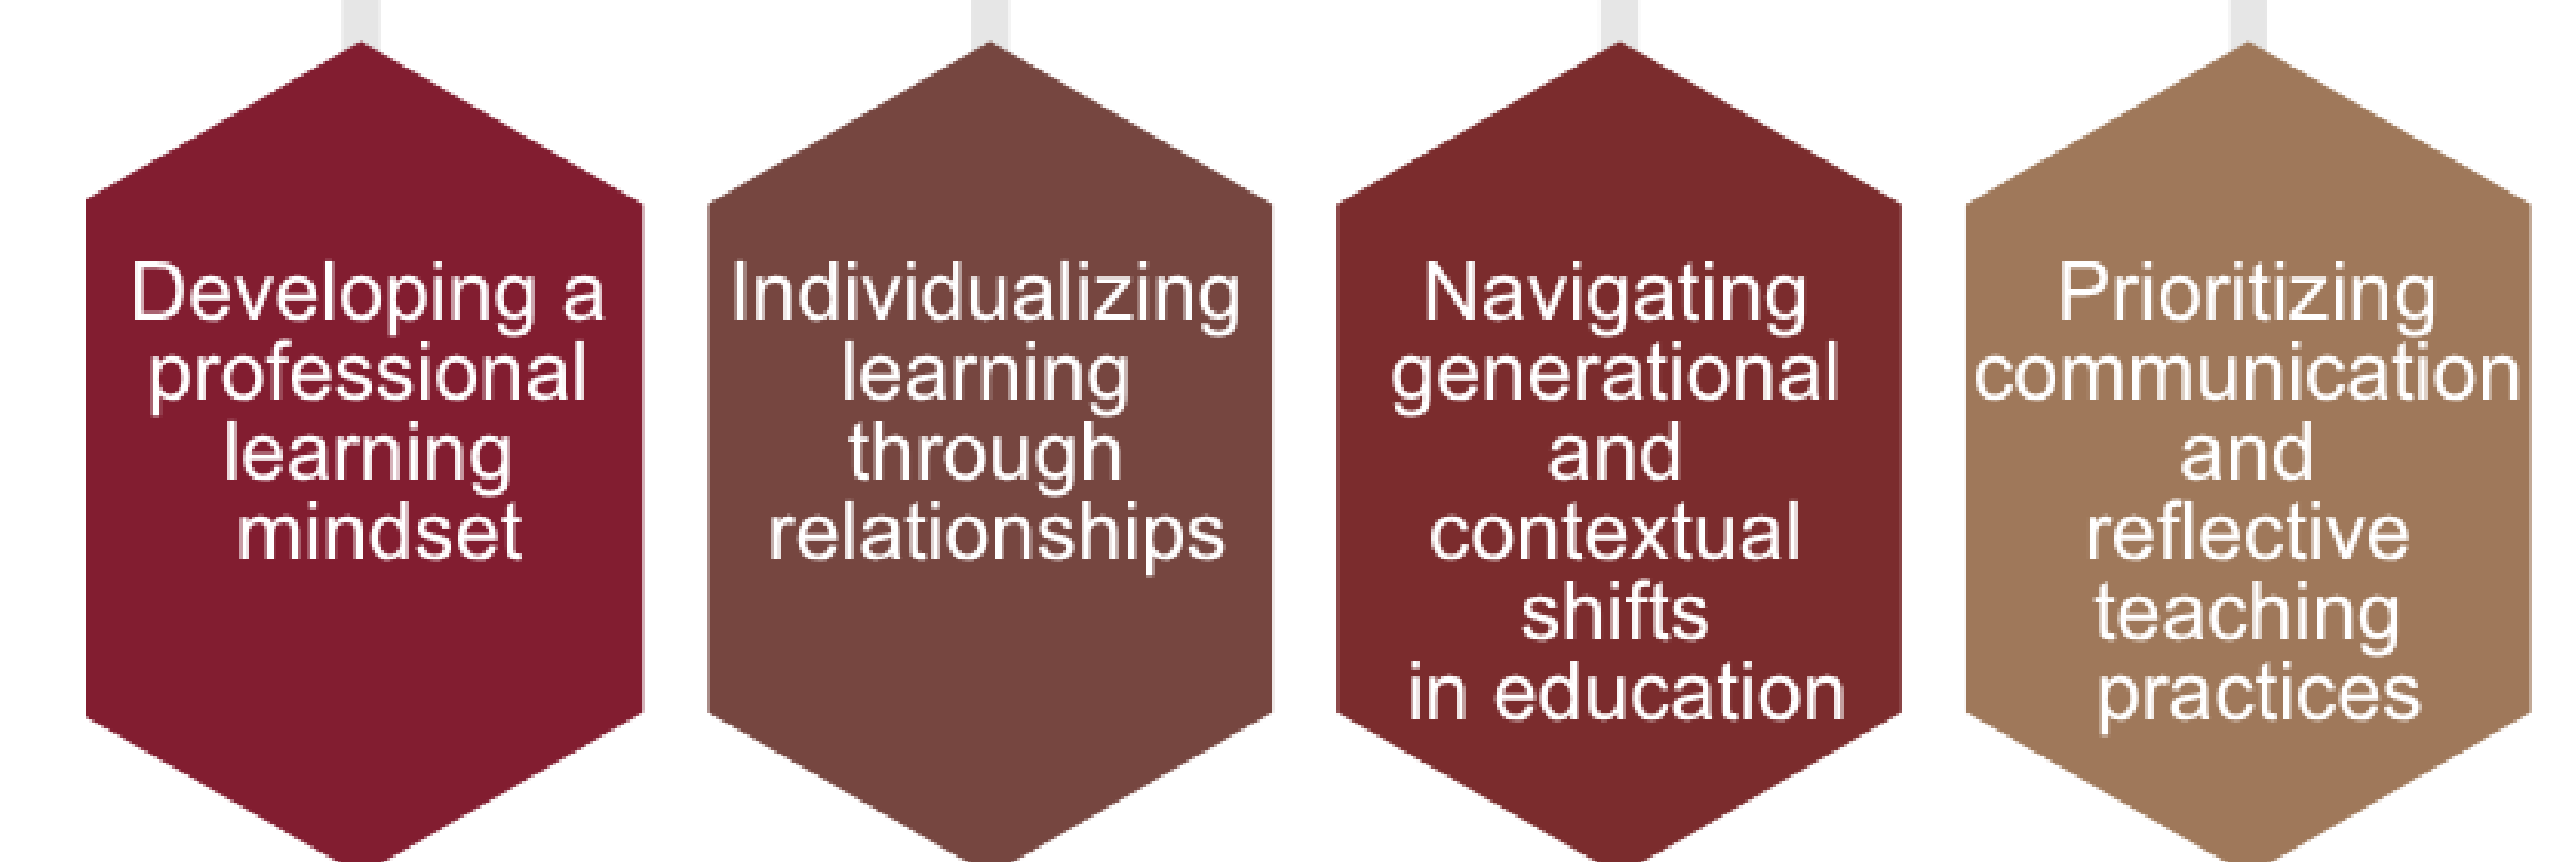 Developing a
professional
learning
mindset
Individualizing
learning
through
relationships
Navigating
generational
and
contextual
shifts
in education
Prioritizing
communication
and
reflective
teaching
practices